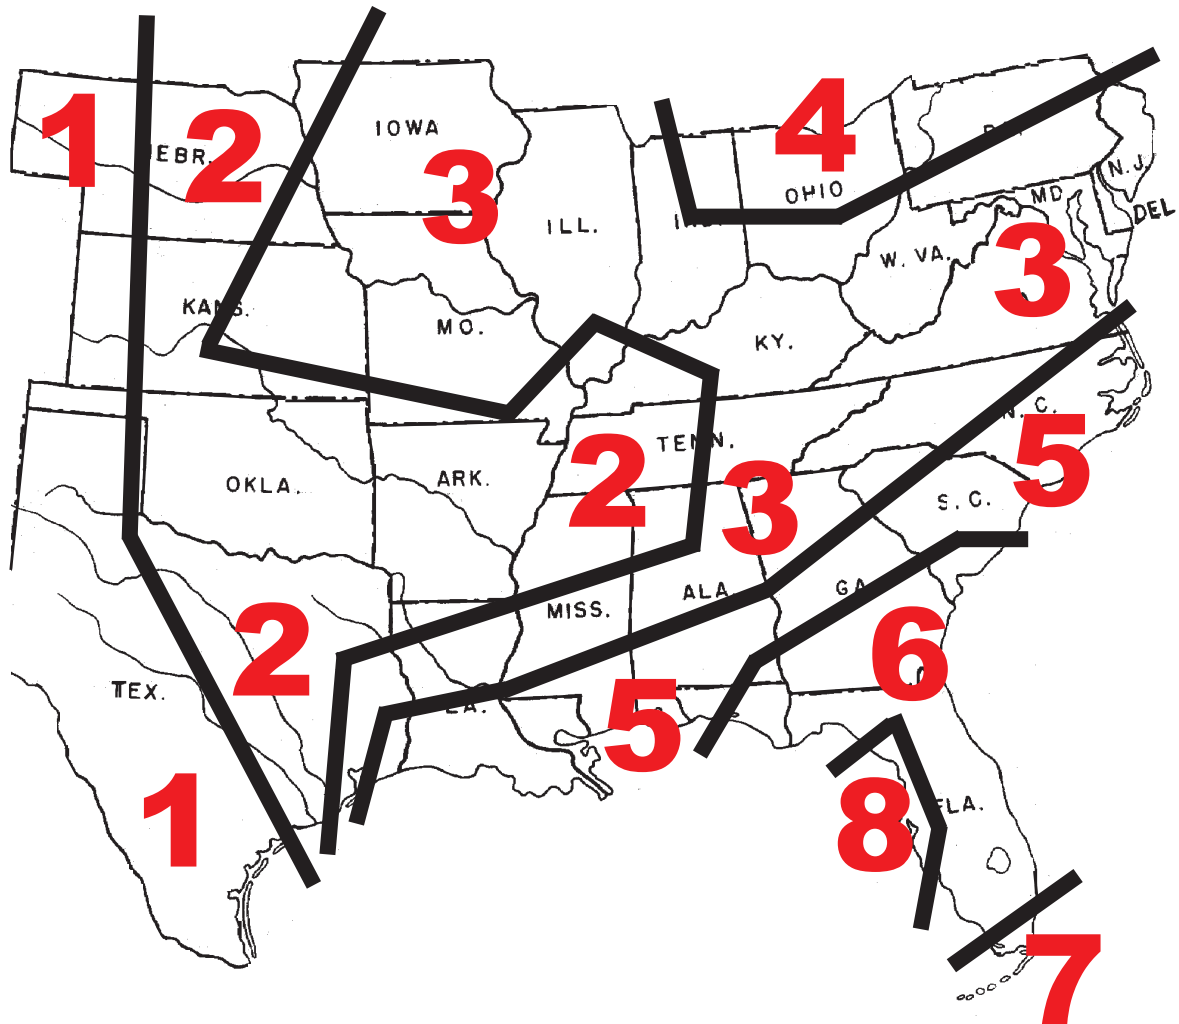 1
2
3
4
NEBR.
IOWA
ILL.
OHIO
N.J.
MD.
DEL
W. VA.
3
KANS.
MO.
KY.
N. C.
TENN.
2
3
5
OKLA.
ARK.
S. C.
MISS.
ALA.
GA.
2
6
TEX.
LA.
5
1
8
FLA.
7